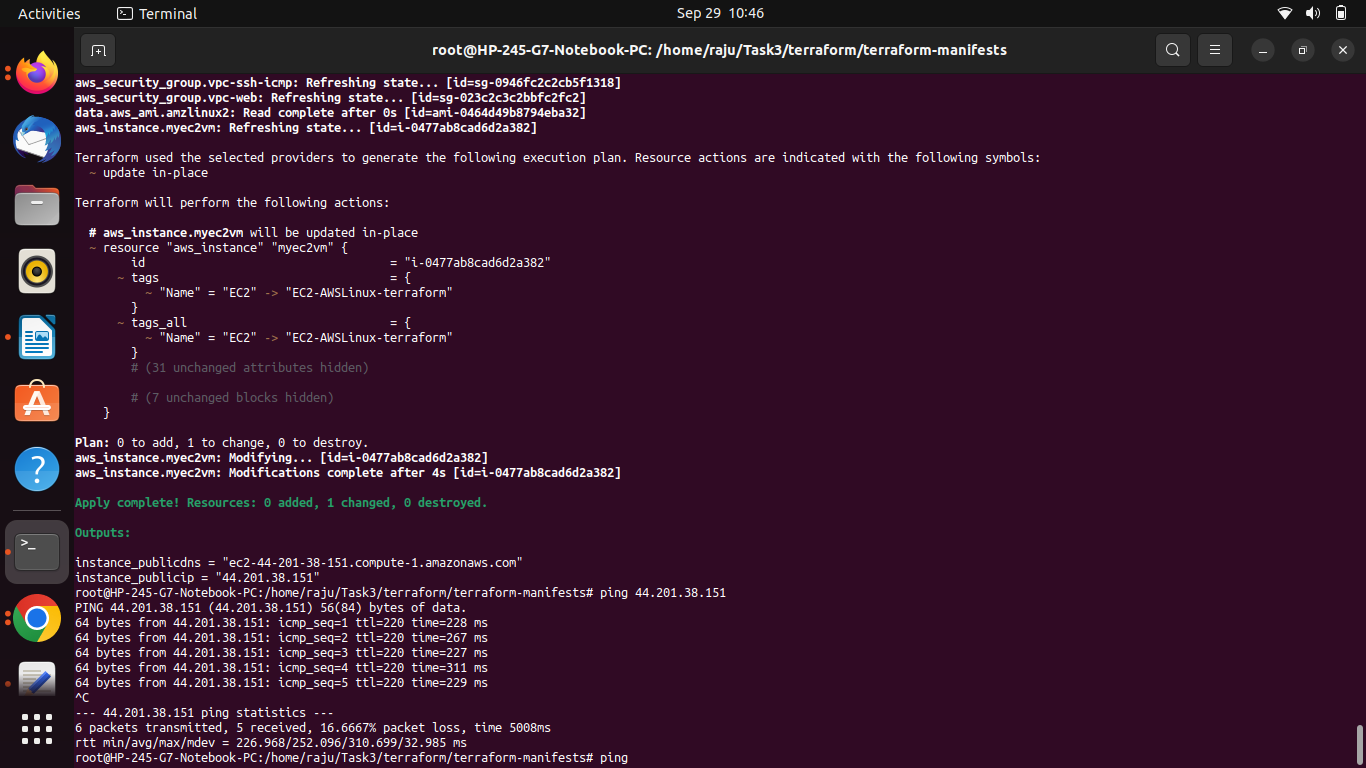 Activities
Terminal
Sep 29 10:46
root@HP-245-G7-Notebook-PC: /home/raju/Task3/terraform/terraform-manifests
aws_security_group.vpc-ssh-icmp: Refreshing state... [id=sg-0946fc2c2cb5f1318]
aws_security_group.vpc-web: Refreshing state... [id=sg-023c2c3c2bbfc2fc2]
data.aws_ami.amzlinux2: Read complete after 0s [id=ami-0464d49b8794eba32]
aws_instance.myec2vm: Refreshing state... [id=i-0477ab8cad6d2a382]
Terraform used the selected providers to generate the following execution plan. Resource actions are indicated with the following symbols:
~ update in-place
Terraform will perform the following actions:
# aws_instance.myec2vm will be updated in-place
~ resource "aws_instance" "myec2vm" {
id = "i-0477ab8cad6d2a382"
~ tags = {
~ "Name" = "EC2" -> "EC2-AWSLinux-terraform"
}
~ tags_all = {
~ "Name" = "EC2" -> "EC2-AWSLinux-terraform"
}
# (31 unchanged attributes hidden)
# (7 unchanged blocks hidden)
}
Plan: 0 to add, 1 to change, 0 to destroy.
aws_instance.myec2vm: Modifying... [id=i-0477ab8cad6d2a382]
aws_instance.myec2vm: Modifications complete after 4s [id=i-0477ab8cad6d2a382]
Apply complete! Resources: 0 added, 1 changed, 0 destroyed.
Outputs:
instance_publicdns = "ec2-44-201-38-151.compute-1.amazonaws.com"
instance_publicip = "44.201.38.151"
root@HP-245-G7-Notebook-PC:/home/raju/Task3/terraform/terraform-manifests# ping 44.201.38.151
PING 44.201.38.151 (44.201.38.151) 56(84) bytes of data.
64 bytes from 44.201.38.151: icmp_seq=1 ttl=220 time=228 ms
64 bytes from 44.201.38.151: icmp_seq=2 ttl=220 time=267 ms
64 bytes from 44.201.38.151: icmp_seq=3 ttl=220 time=227 ms
64 bytes from 44.201.38.151: icmp_seq=4 ttl=220 time=311 ms
64 bytes from 44.201.38.151: icmp_seq=5 ttl=220 time=229 ms
^C
--- 44.201.38.151 ping statistics ---
6 packets transmitted, 5 received, 16.6667% packet loss, time 5008ms
rtt min/avg/max/mdev = 226.968/252.096/310.699/32.985 ms
root@HP-245-G7-Notebook-PC:/home/raju/Task3/terraform/terraform-manifests# ping